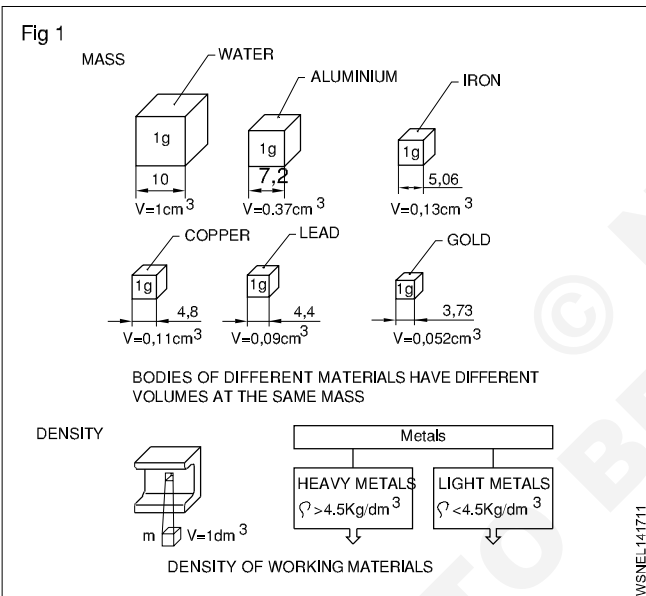 Fig 1
MASS
WATER
ALUMINIUM
IRON
1g
1g
1g
10
7,2
5,06
V=1cm³
V=0.37cm³
V=0,13cm³
COPPER
LEAD
GOLD
1g
1g
1g
4,8
4,4
3,73
V=0,11cm³
V=0,09cm³
V=0,052cm³
BODIES OF DIFFERENT MATERIALS HAVE DIFFERENT
VOLUMES AT THE SAME MASS
DENSITY
Metals
HEAVY METALS
>4.5Kg/dm³
LIGHT METALS
<4.5Kg/dm³
m V=1dm³
DENSITY OF WORKING MATERIALS
WSNEL141711
©
TO BE